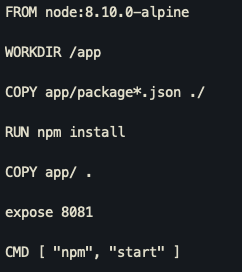 FROM node:8.10.0-alpine
WORKDIR /app
COPY app/package*.json ./
RUN npm install
COPY app/ .
expose 8081
CMD [ "npm", "start" ]